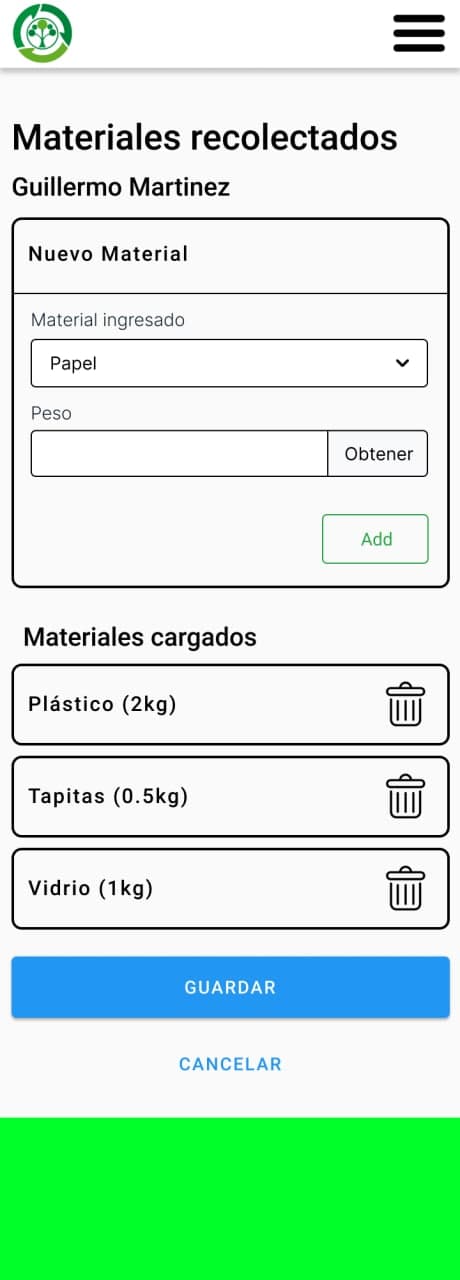 Materiales recolectados
Guillermo Martinez
Nuevo Material
Material ingresado
Papel
Peso
Obtener
Add
Materiales cargados
Plástico (2kg)
Tapitas (0.5kg)
Vidrio (1kg)
GUARDAR
CANCELAR